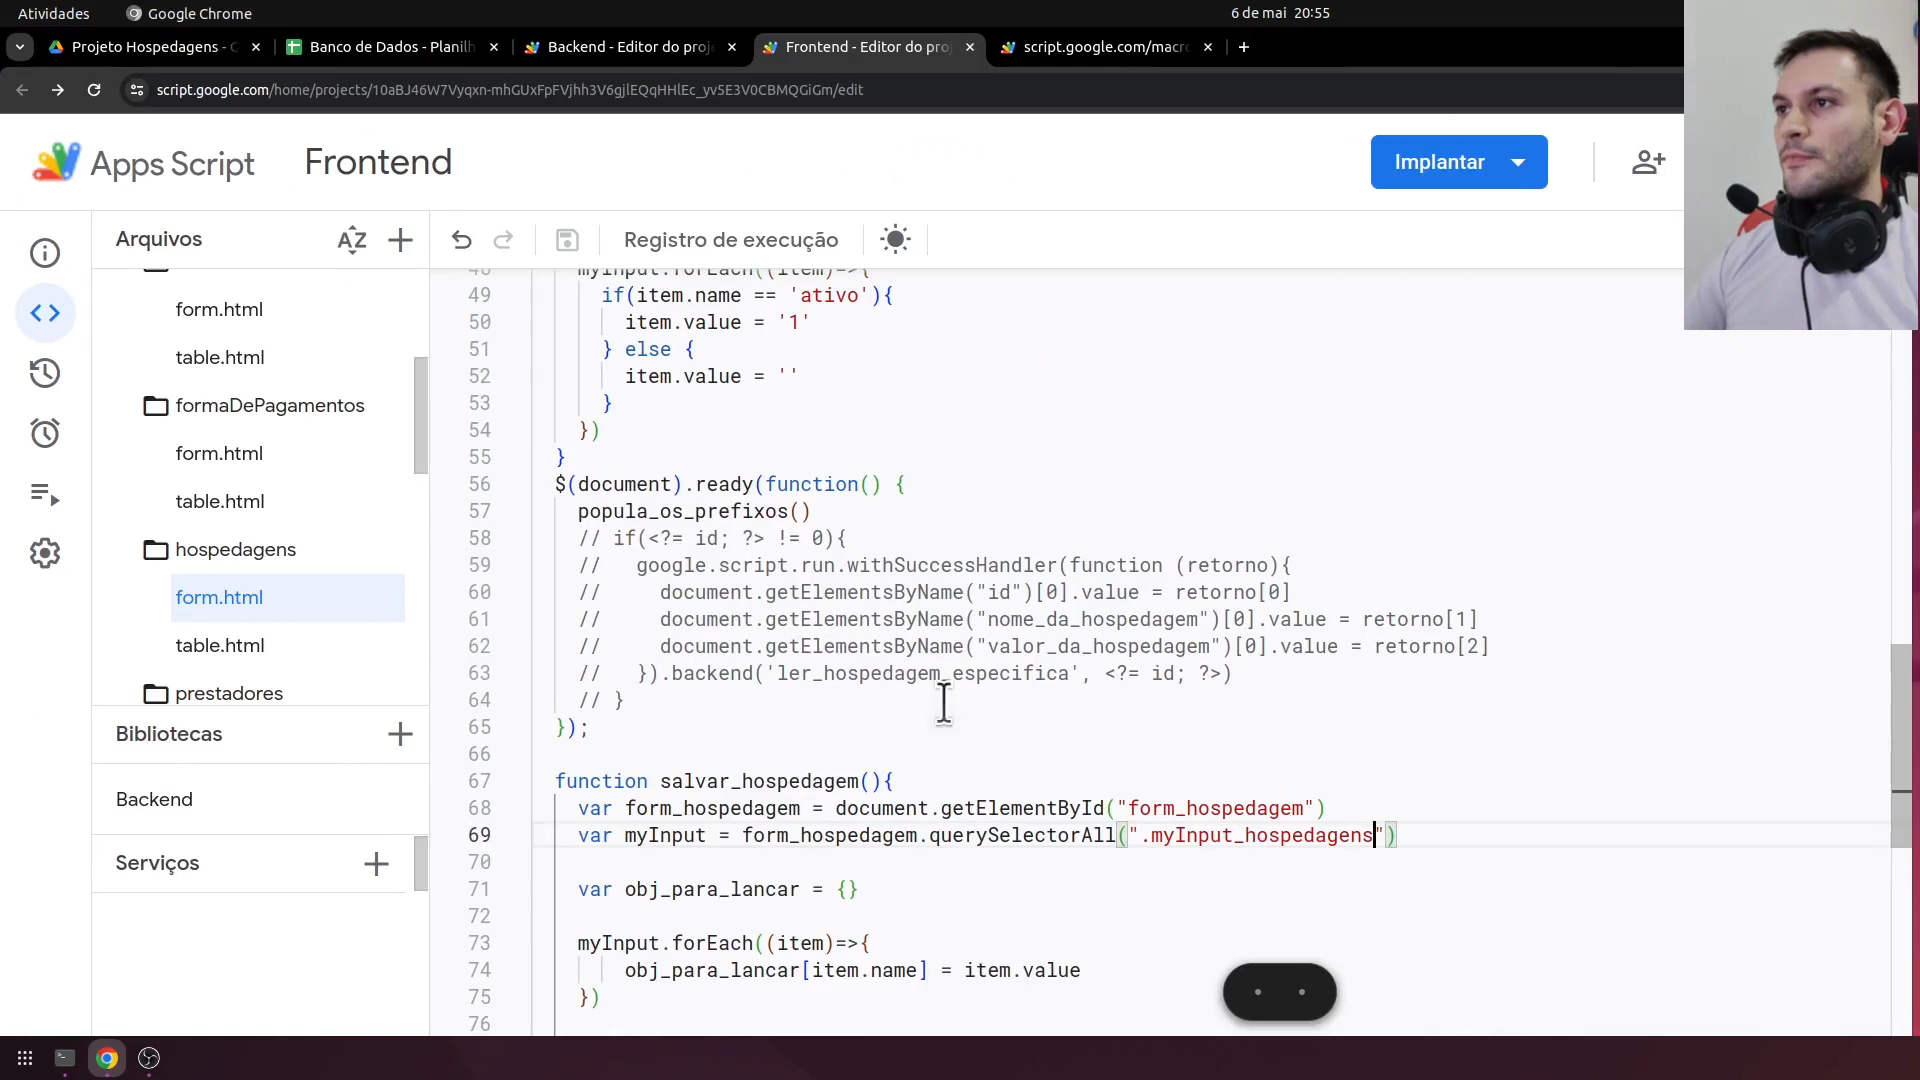 Atividades
Google Chrome
6 de mai 20:55
Projeto Hospedagens - C
Banco de Dados - Planilh
Backend - Editor do proj
Frontend - Editor do pro
script.google.com/macro
script.google.com/home/projects/10aBJ46W7Vyqxn-mhGUxFpFVjhh3V6gjlEQqHHlEc_yv5E3V0CBMQGiGm/edit
Apps Script
Frontend
Implantar
Arquivos
Registro de execução
form.html
table.html
formaDePagamentos
form.html
table.html
hospedagens
form.html
table.html
prestadores
Bibliotecas
Backend
Serviços
48 myInput.forEach((item)=>{
49 if(item.name == 'ativo'){
50 item.value = '1'
51 } else {
52 item.value = ''
53 }
54 })
55 }
56 $(document).ready(function() {
57 popula_os_prefixos()
58 // if(<?= id; ?> != 0){
59 // google.script.run.withSuccessHandler(function (retorno){
60 // document.getElementsByName("id")[0].value = retorno[0]
61 // document.getElementsByName("nome_da_hospedagem")[0].value = retorno[1]
62 // document.getElementsByName("valor_da_hospedagem")[0].value = retorno[2]
63 // }).backend('ler_hospedagem_especifica', <?= id; ?>)
64 // }
65 });
66
67 function salvar_hospedagem(){
68 var form_hospedagem = document.getElementById("form_hospedagem")
69 var myInput = form_hospedagem.querySelectorAll(".myInput_hospedagens")
70
71 var obj_para_lancar = {}
72
73 myInput.forEach((item)=>{
74 obj_para_lancar[item.name] = item.value
75 })
76